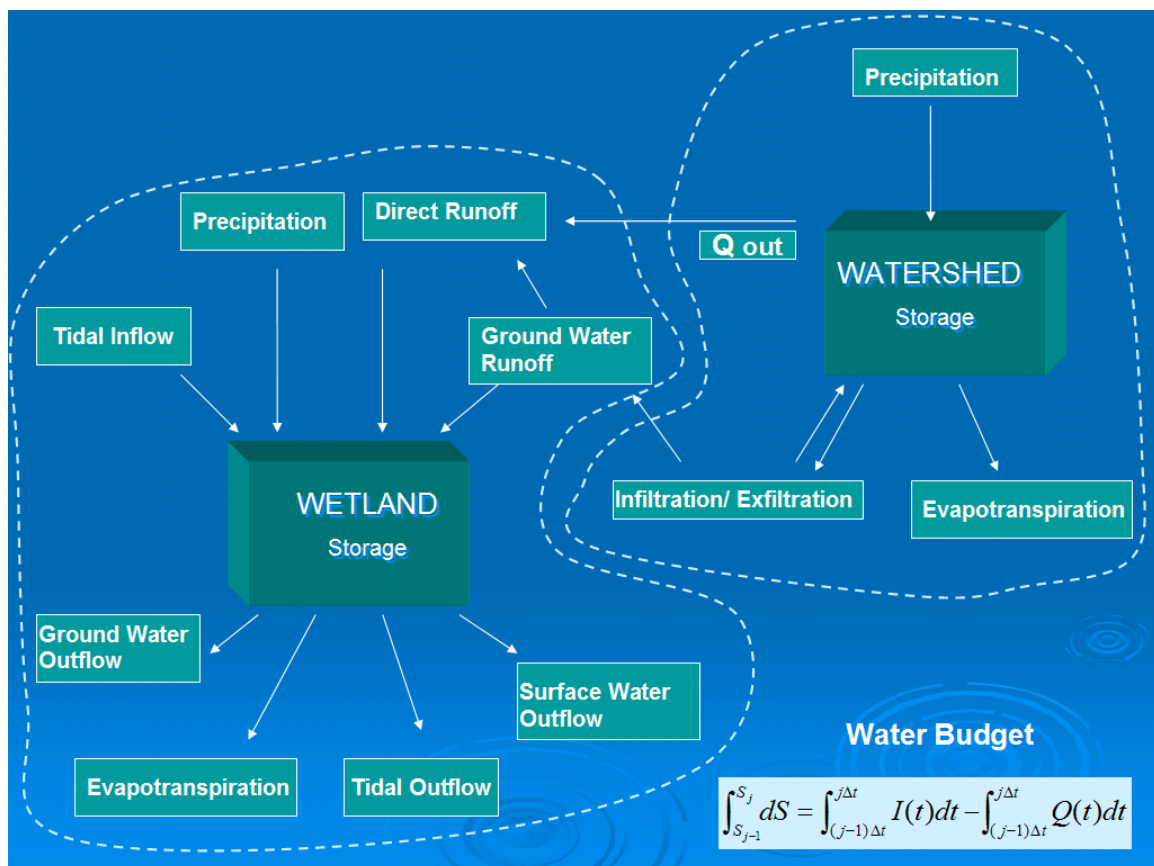 Precipitation
Precipitation
Direct Runoff
Q out
WATERSHED
Storage
Tidal Inflow
Ground Water
Runoff
WETLAND
Storage
Infiltration/ Exfiltration
Evapotranspiration
Ground Water
Outflow
Surface Water
Outflow
Evapotranspiration
Tidal Outflow
Water Budget
∫_{S_{j-1}}^{S_j} dS = ∫_{(j-1)Δt}^{jΔt} I(t)dt − ∫_{(j-1)Δt}^{jΔt} Q(t)dt